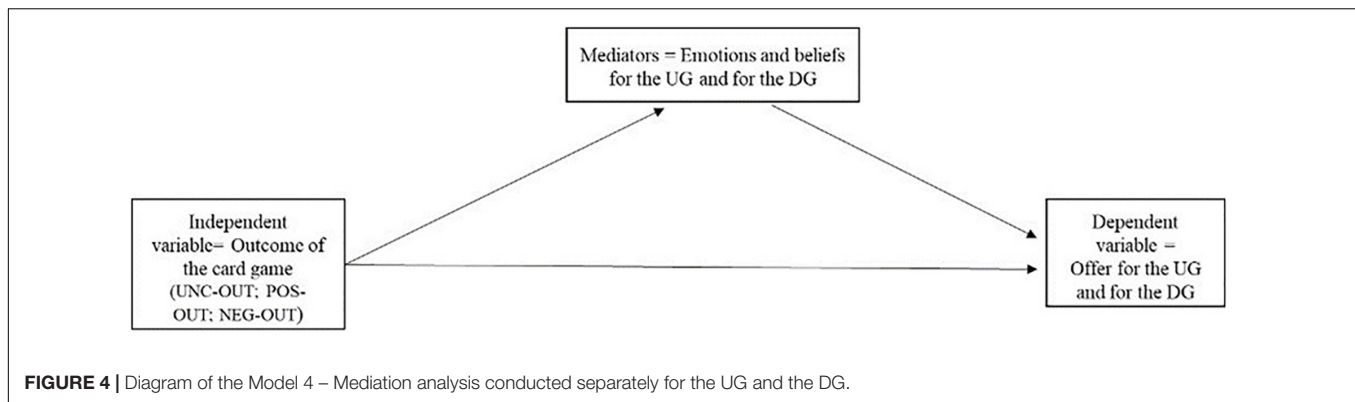 Mediators = Emotions and beliefs
for the UG and for the DG
Independent
variable= Outcome of
the card game
(UNC-OUT; POS-
OUT; NEG-OUT)
Dependent
variable =
Offer for the UG
and for the DG
FIGURE 4 | Diagram of the Model 4 – Mediation analysis conducted separately for the UG and the DG.